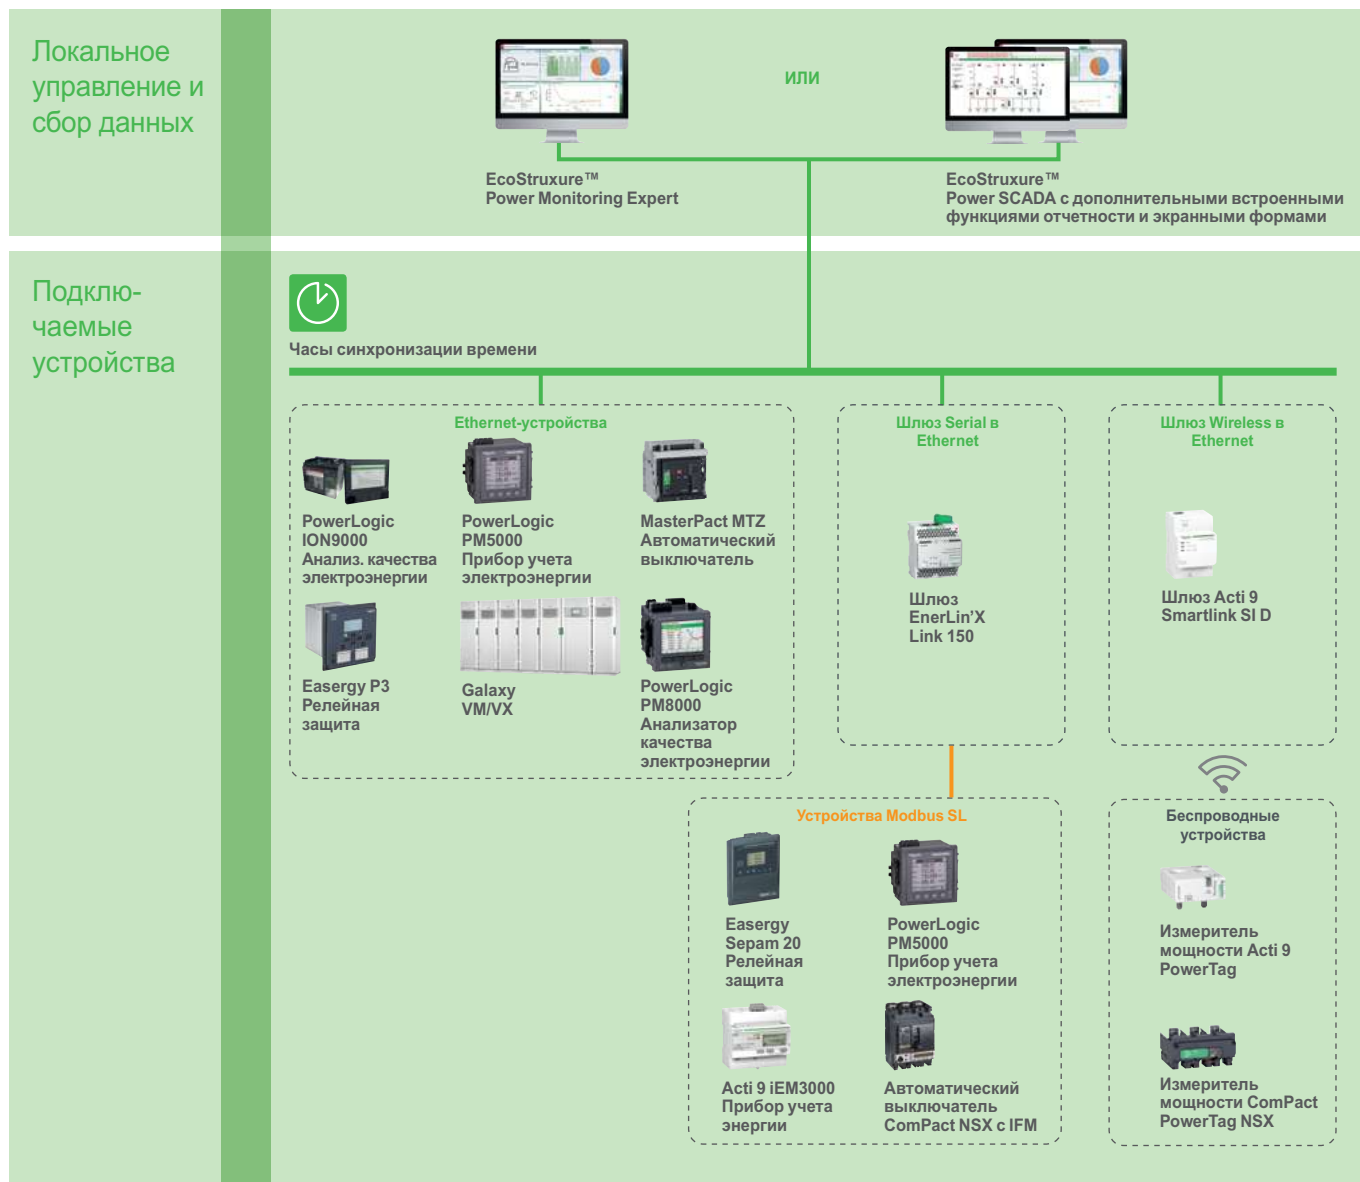 Локальное
управление и
сбор данных
ИЛИ
EcoStruxure™
Power Monitoring Expert
EcoStruxure™
Power SCADA с дополнительными встроенными
функциями отчетности и экранными формами
Подклю-
чаемые
устройства
Часы синхронизации времени
Ethernet-устройства
PowerLogic
ION9000
Анализ. качества
электроэнергии
PowerLogic
PM5000
Прибор учета
электроэнергии
MasterPact MTZ
Автоматический
выключатель
Easergy P3
Релейная
защита
Galaxy
VM/VX
PowerLogic
PM8000
Анализатор
качества
электроэнергии
Шлюз Serial в
Ethernet
Шлюз
EnerLin’X
Link 150
Шлюз Wireless в
Ethernet
Шлюз Acti 9
Smartlink SI D
Устройства Modbus SL
Easergy
Sepam 20
Релейная
защита
PowerLogic
PM5000
Прибор учета
электроэнергии
Acti 9 iEM3000
Прибор учета
энергии
Автоматический
выключатель
ComPact NSX с IFM
Беспроводные
устройства
Измеритель
мощности Acti 9
PowerTag
Измеритель
мощности ComPact
PowerTag NSX